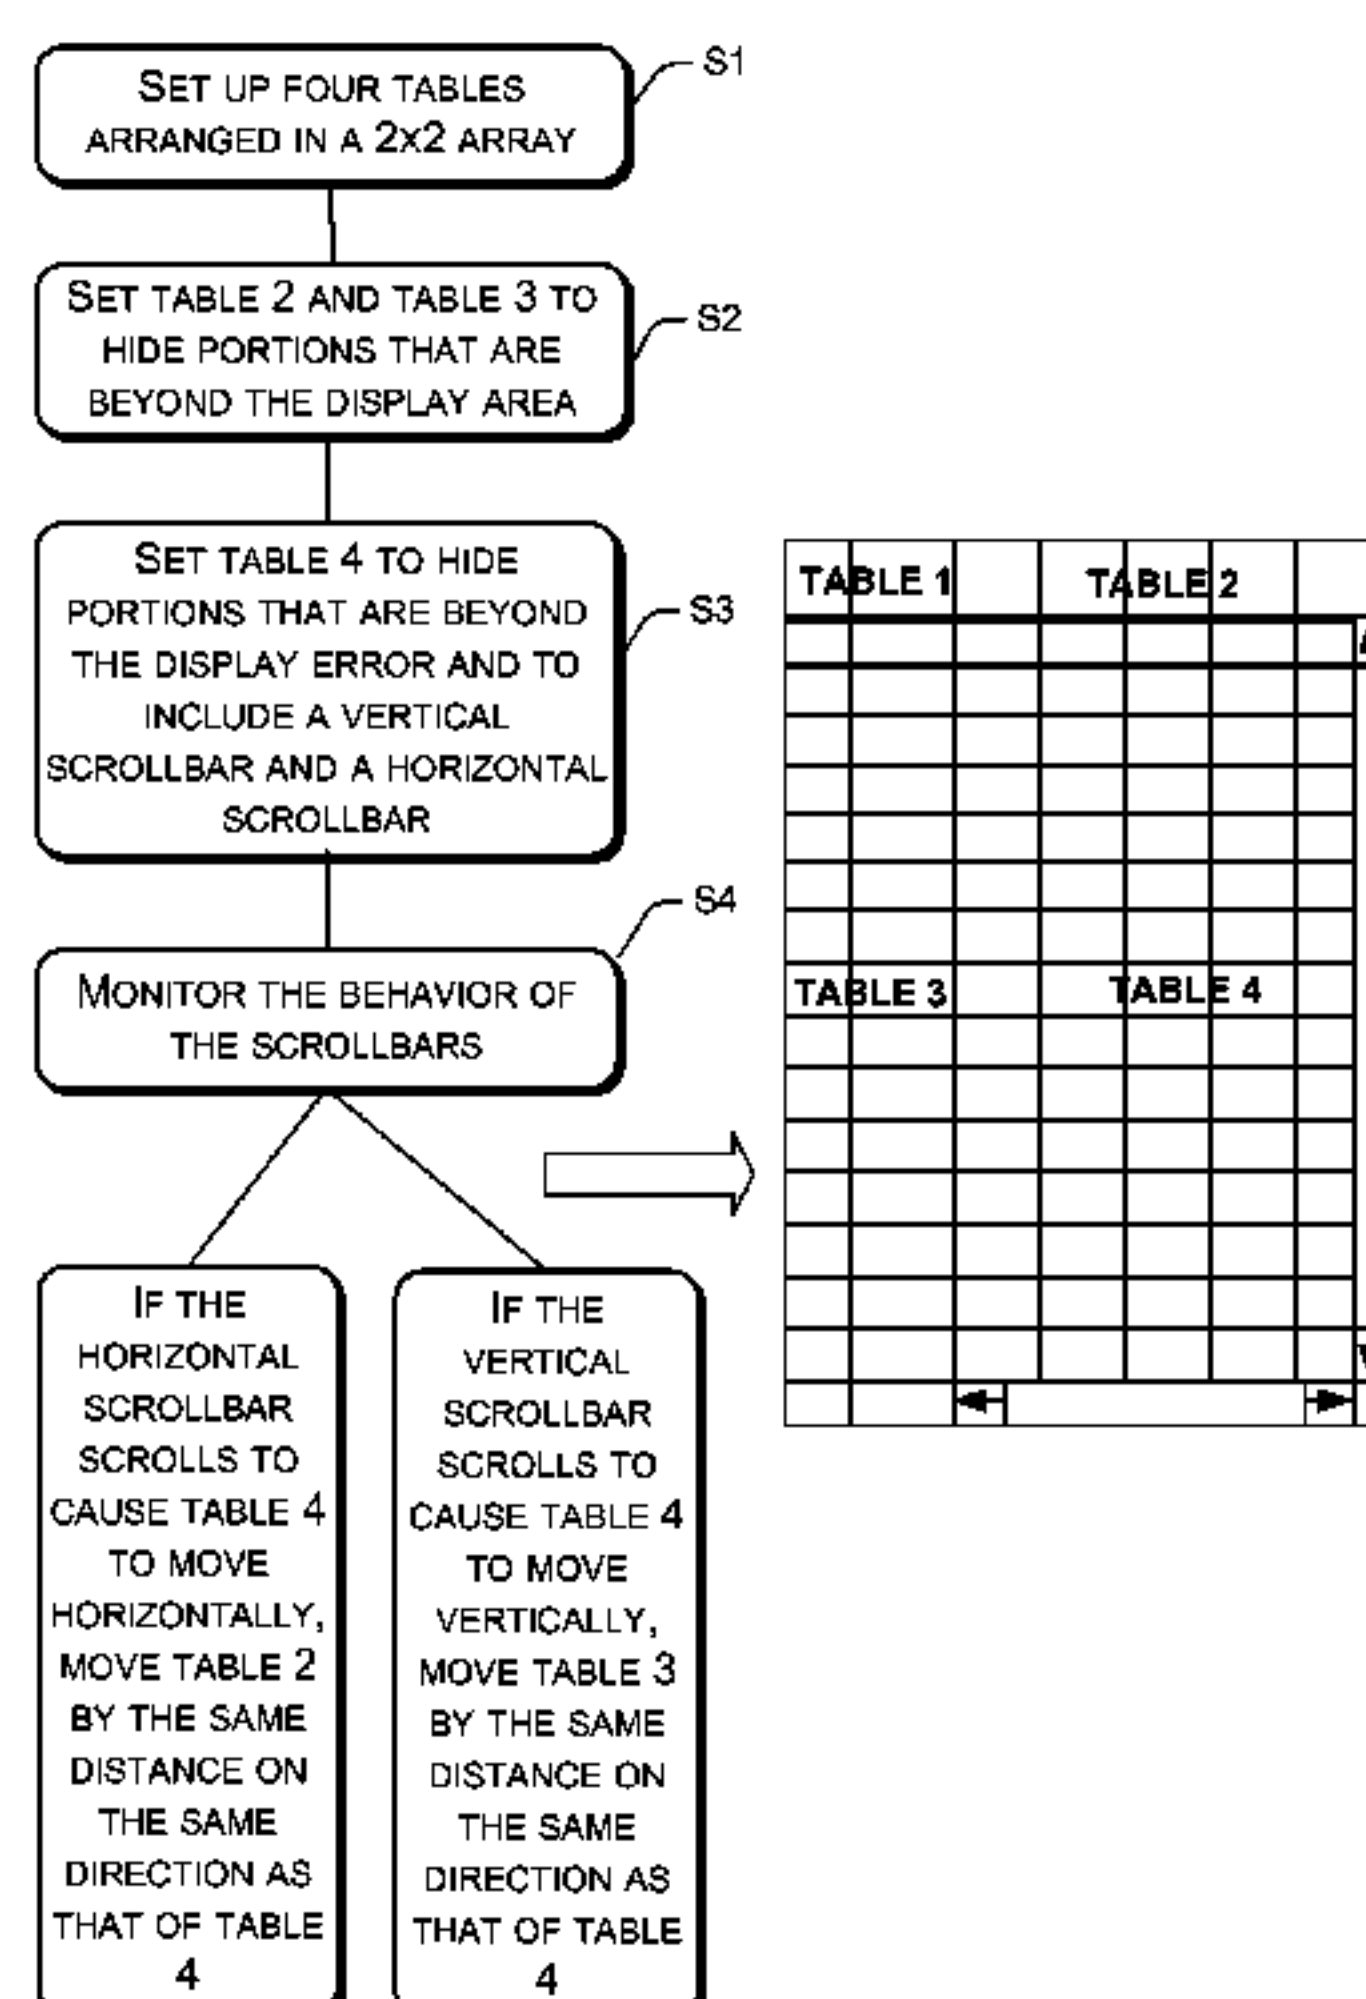 SET UP FOUR TABLES
ARRANGED IN A 2X2 ARRAY
S1
SET TABLE 2 AND TABLE 3 TO
HIDE PORTIONS THAT ARE
BEYOND THE DISPLAY AREA
S2
SET TABLE 4 TO HIDE
PORTIONS THAT ARE BEYOND
THE DISPLAY ERROR AND TO
INCLUDE A VERTICAL
SCROLLBAR AND A HORIZONTAL
SCROLLBAR
S3
MONITOR THE BEHAVIOR OF
THE SCROLLBARS
S4
IF THE
HORIZONTAL
SCROLLBAR
SCROLLS TO
CAUSE TABLE 4
TO MOVE
HORIZONTALLY,
MOVE TABLE 2
BY THE SAME
DISTANCE ON
THE SAME
DIRECTION AS
THAT OF TABLE
4
IF THE
VERTICAL
SCROLLBAR
SCROLLS TO
CAUSE TABLE 4
TO MOVE
VERTICALLY,
MOVE TABLE 3
BY THE SAME
DISTANCE ON
THE SAME
DIRECTION AS
THAT OF TABLE
4
TABLE 1
TABLE 2
TABLE 3
TABLE 4